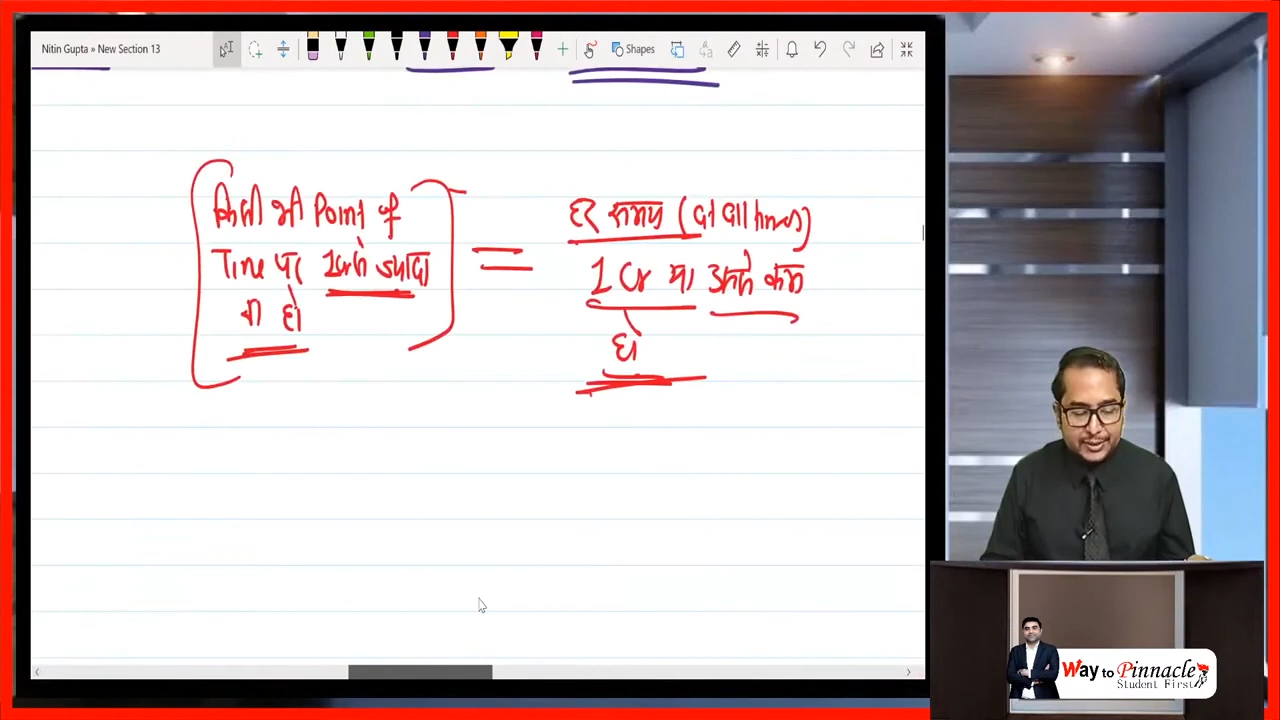 Nitin Gupta » New Section 13
Shapes
किसी भी Point of
Time पर 1Cr से ज्यादा
ना हो
=
हर समय (at all times)
1 Cr या उससे कम
हो
Way to Pinnacle
Student First